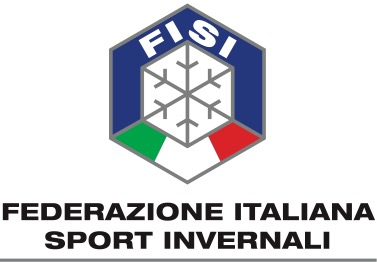 FISI
FEDERAZIONE ITALIANA
SPORT INVERNALI